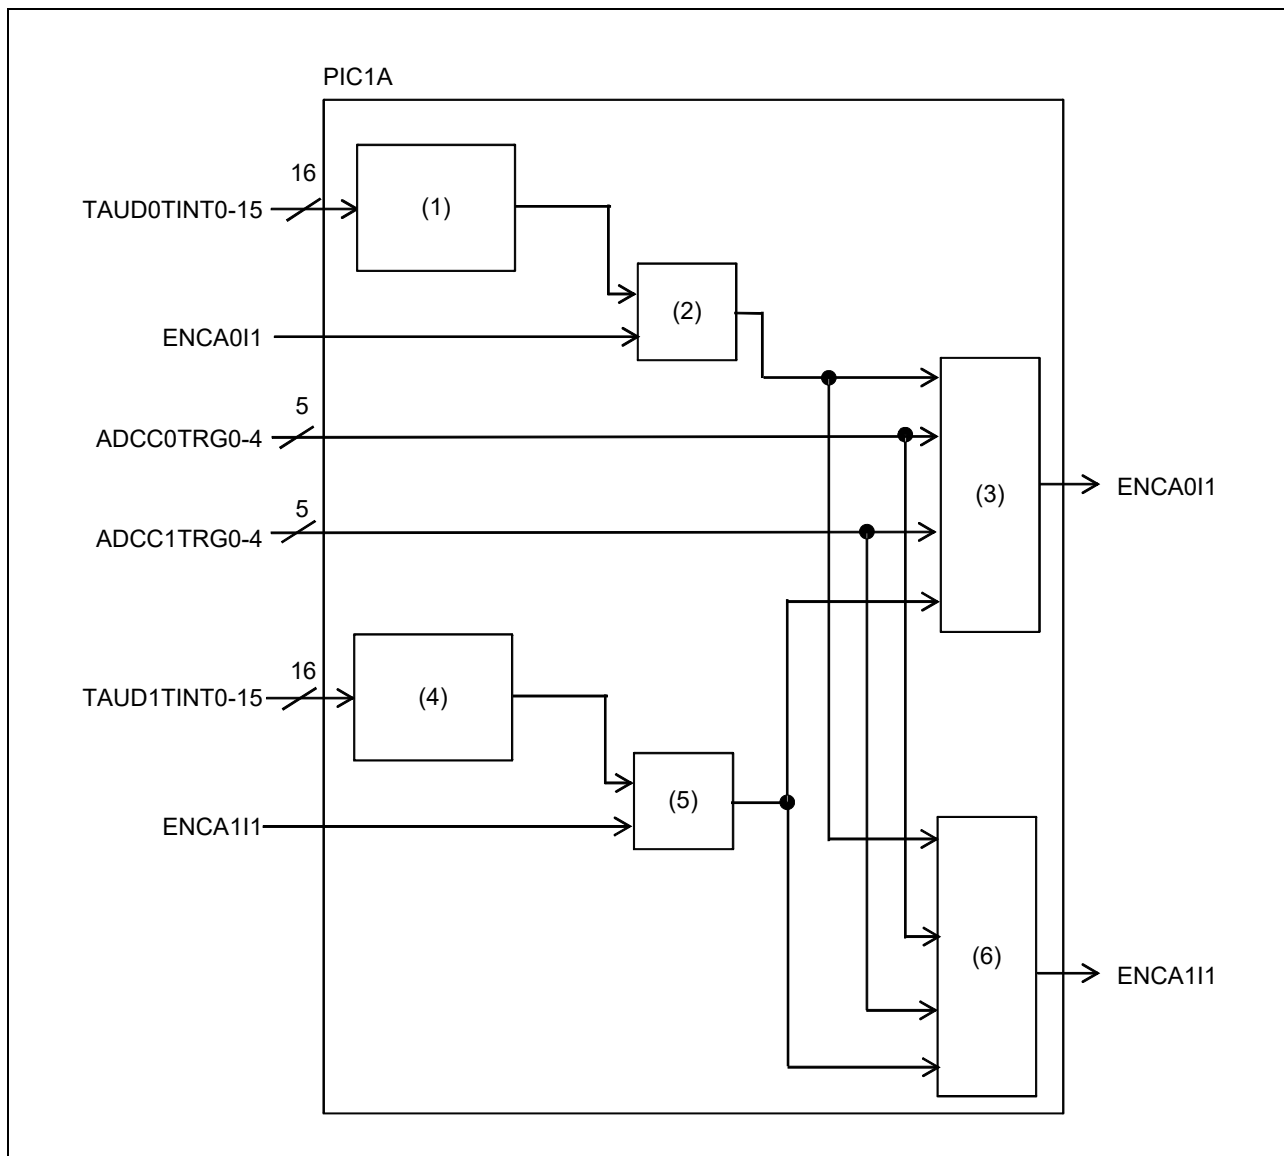 PIC1A
16
TAUD0TINT0-15
(1)
(2)
ENCA0I1
5
ADCC0TRG0-4
(3)
ENCA0I1
5
ADCC1TRG0-4
16
TAUD1TINT0-15
(4)
(5)
ENCA1I1
(6)
ENCA1I1